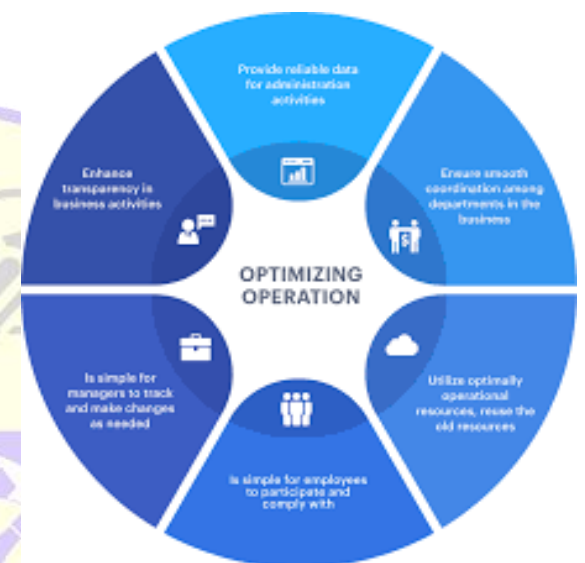 Provide reliable data
for administration
activities
Ensure smooth
coordination among
departments in the
business
Utilize optimally
operational
resources, reuse the
old resources
Is simple for employees
to participate and
comply with
Is simple for
managers to track
and make changes
as needed
Enhance
transparency in
business activities
OPTIMIZING
OPERATION